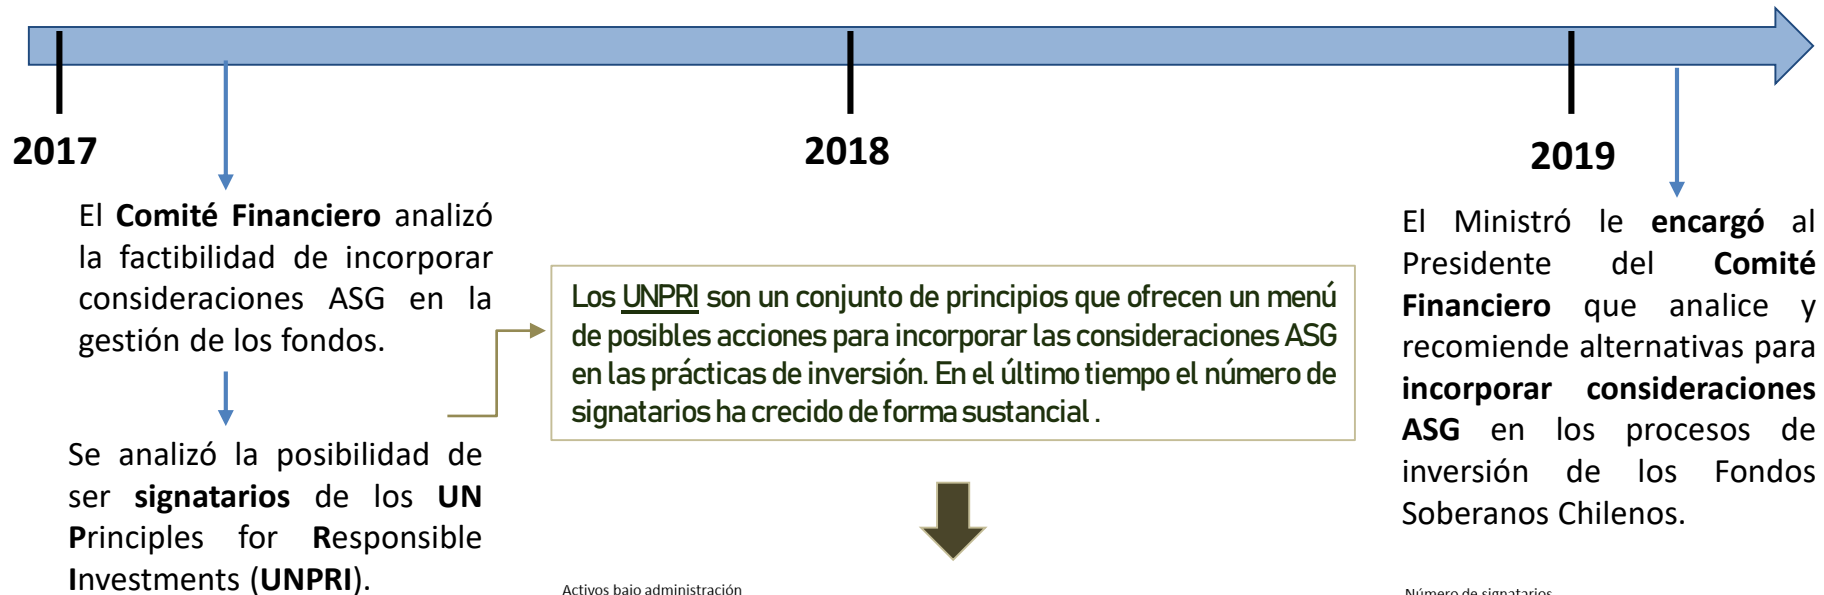 2017
2018
2019
El Comité Financiero analizó
la factibilidad de incorporar
consideraciones ASG en la
gestión de los fondos.
Se analizó la posibilidad de
ser signatarios de los UN
Principles for Responsible
Investments (UNPRI).
Los UNPRI son un conjunto de principios que ofrecen un menú
de posibles acciones para incorporar las consideraciones ASG
en las prácticas de inversión. En el último tiempo el número de
signatarios ha crecido de forma sustancial .
El Ministró le encargó al
Presidente del Comité
Financiero que analice y
recomiende alternativas para
incorporar consideraciones
ASG en los procesos de
inversión de los Fondos
Soberanos Chilenos.
Activos bajo administración
Número de signatarios